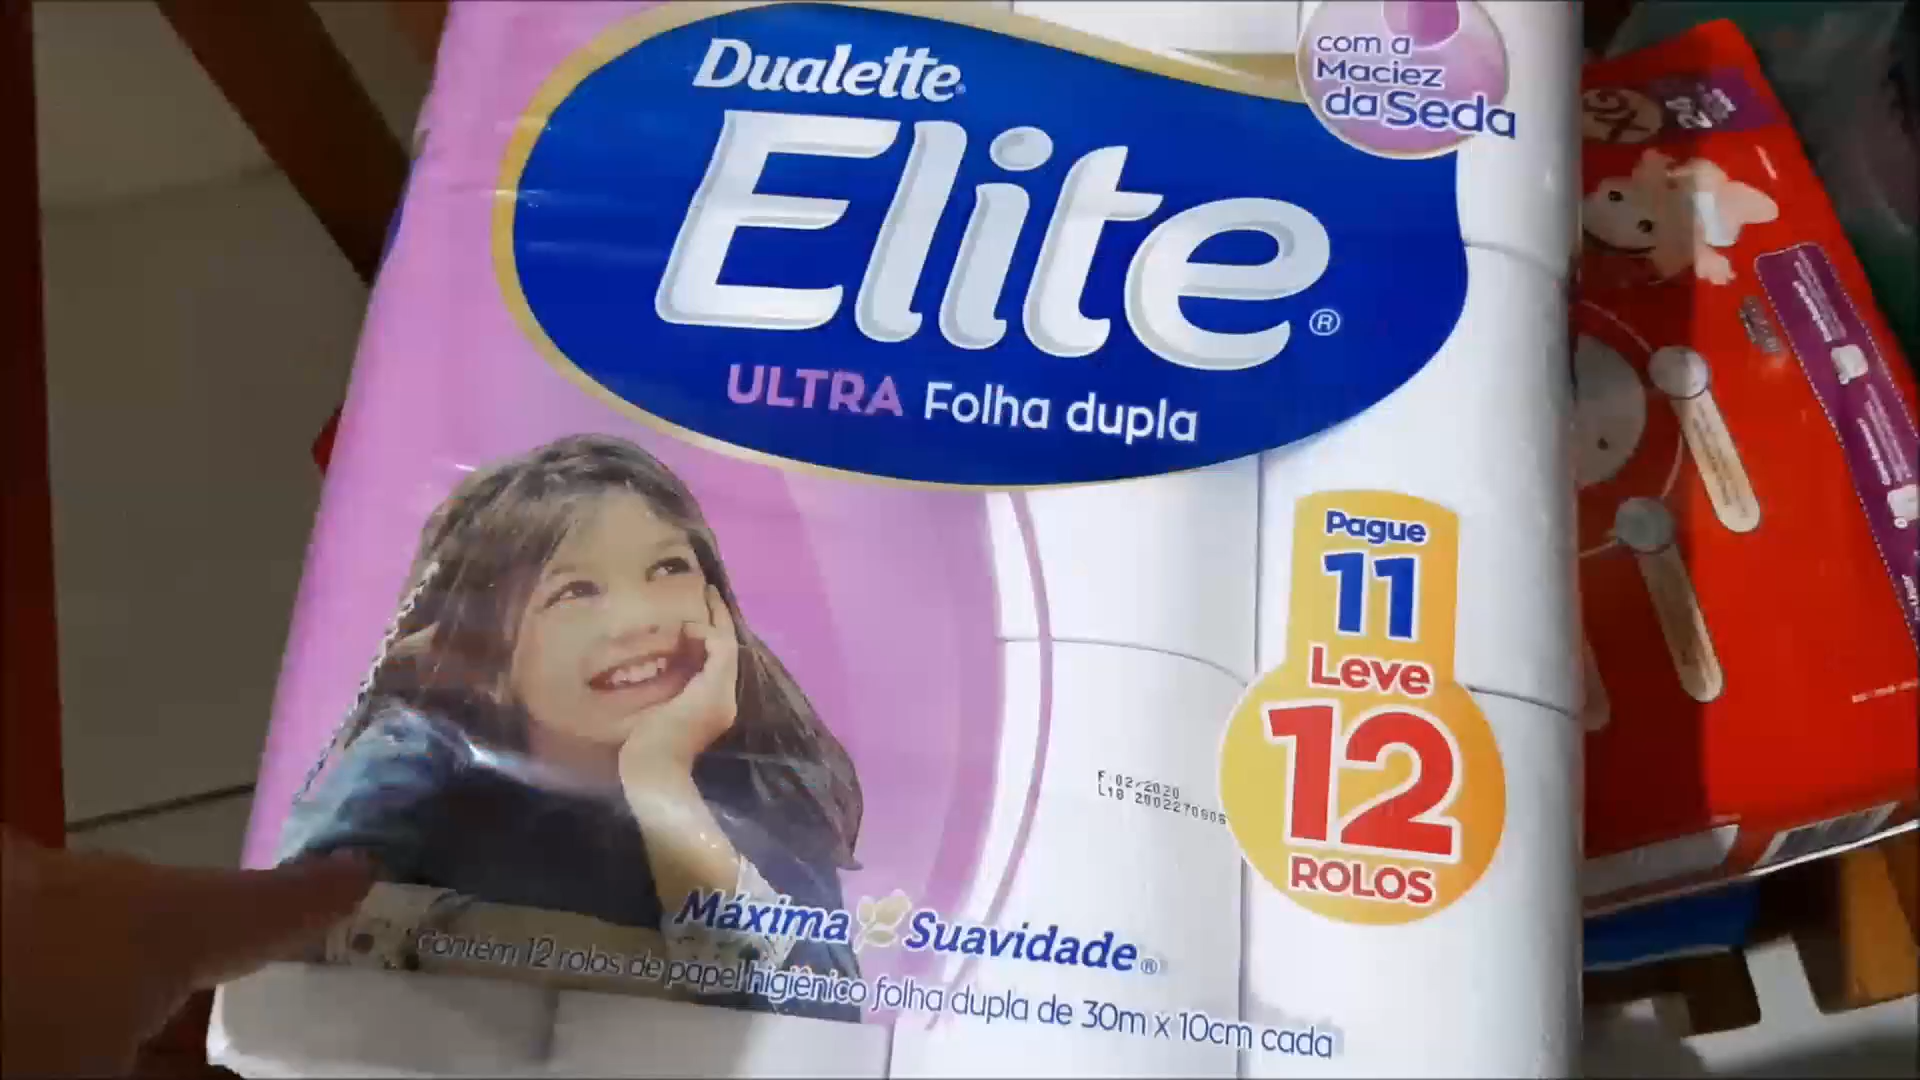 Dualette
Elite®
ULTRA Folha dupla
com a
Maciez
da Seda
Pague
11
Leve
12
ROLOS
F:02/2020
Máxima Suavidade®
Contém 12 rolos de papel higiênico folha dupla de 30m x 10cm cada
XG